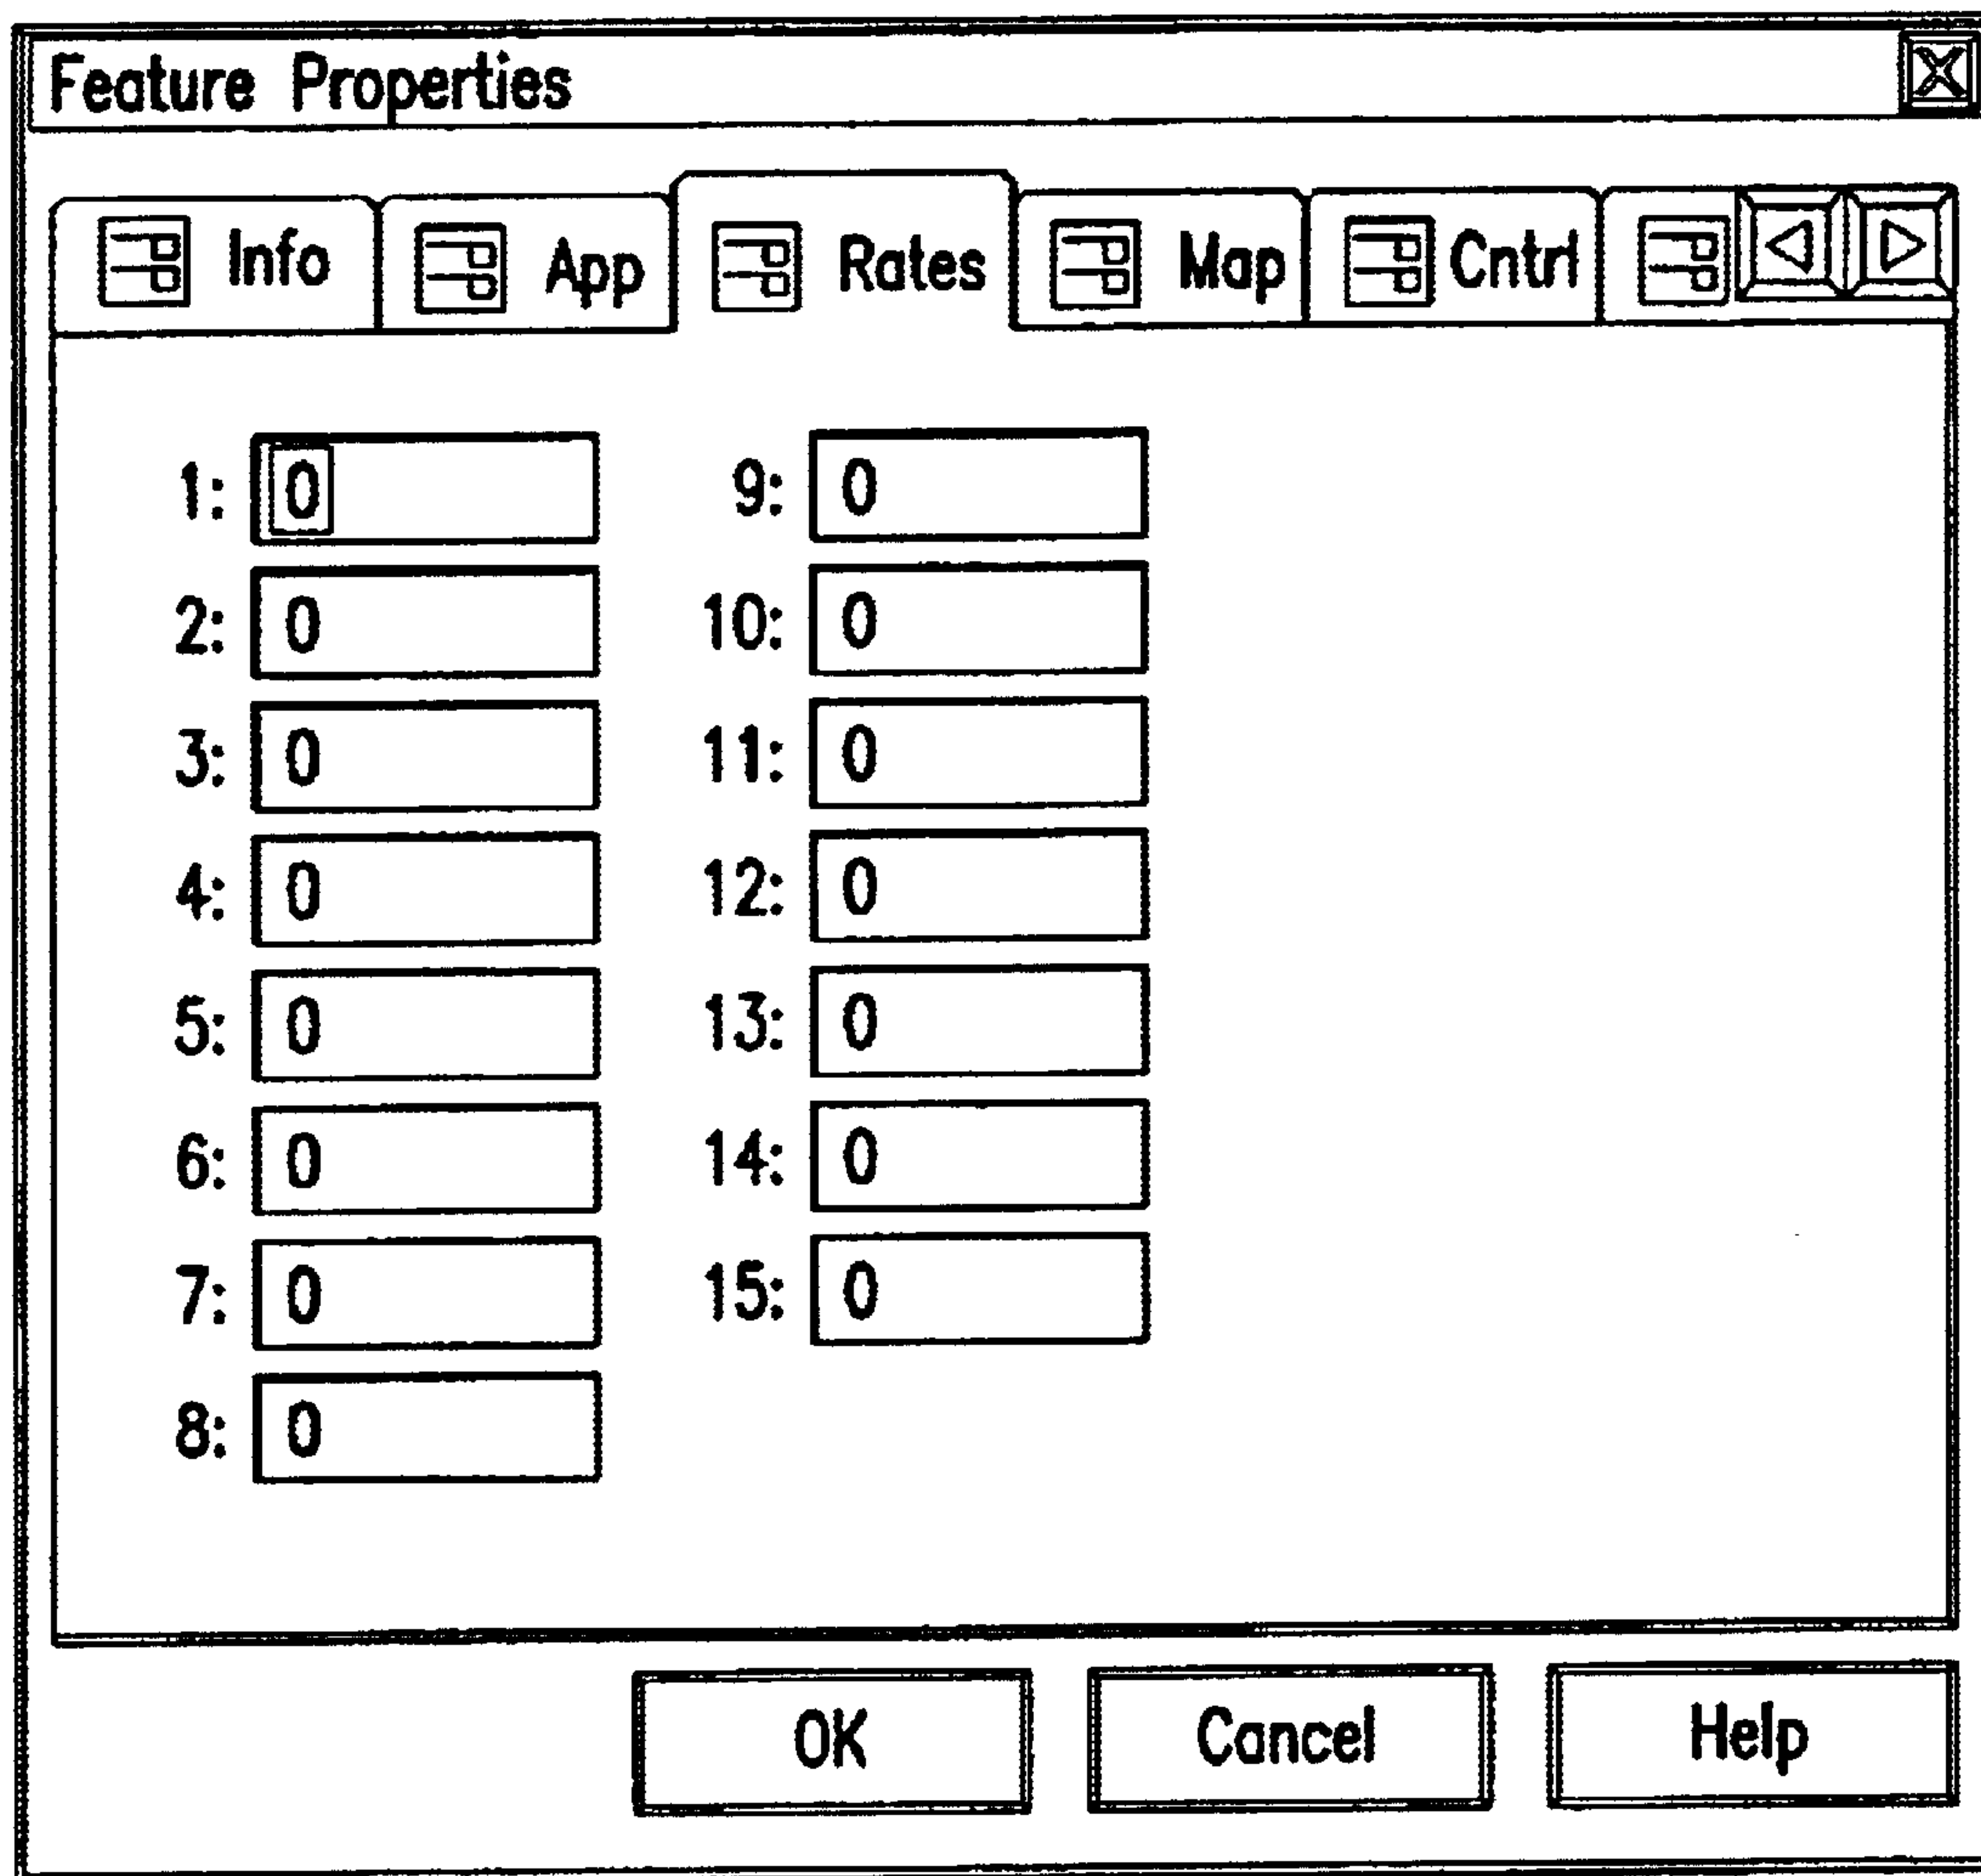 Feature Properties
Info App Rates Map Cntrl
1: 0 9: 0
2: 0 10: 0
3: 0 11: 0
4: 0 12: 0
5: 0 13: 0
6: 0 14: 0
7: 0 15: 0
8: 0
OK Cancel Help